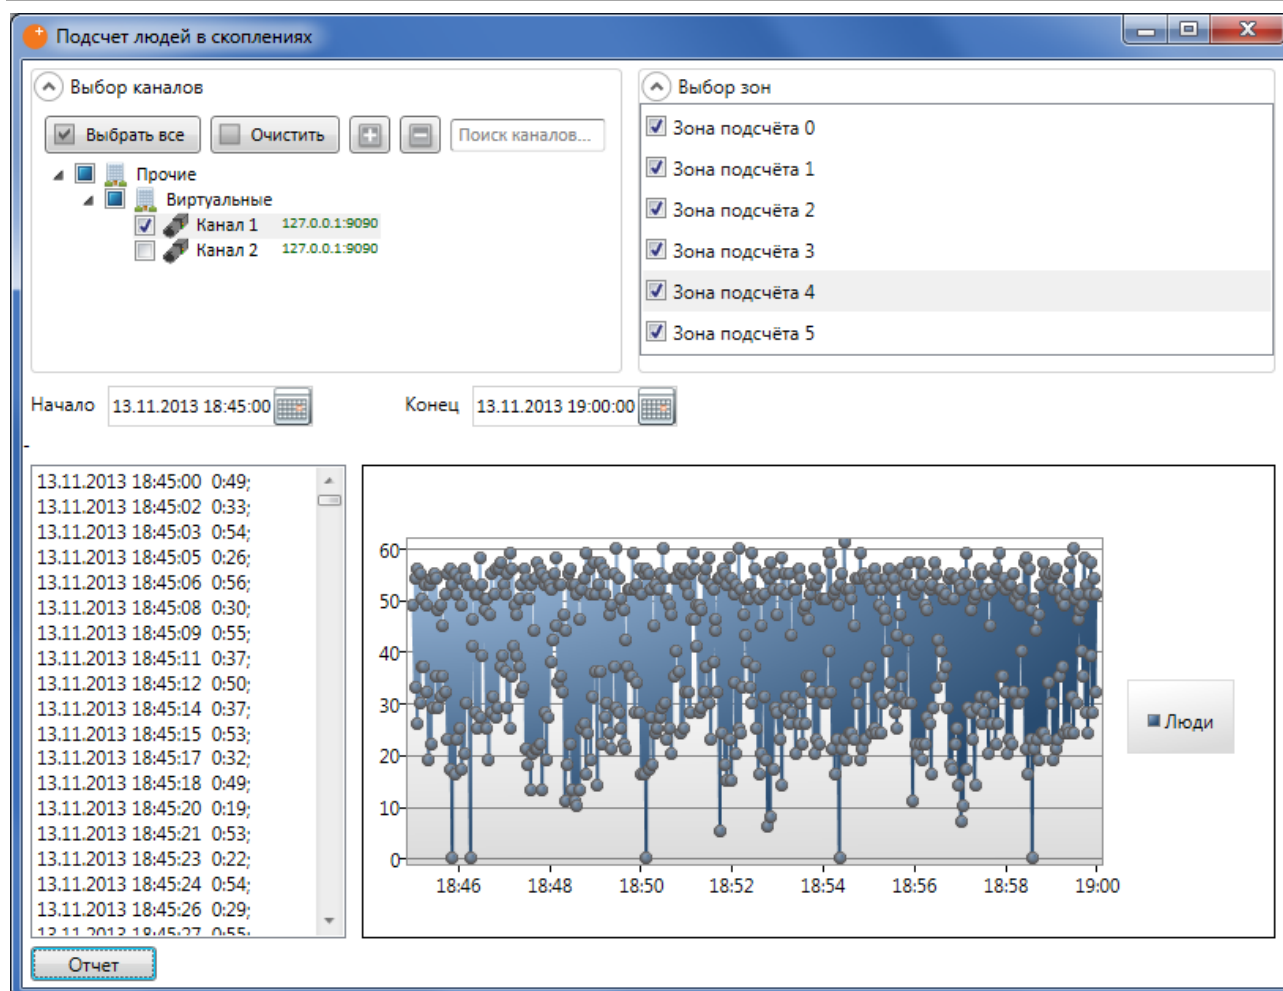 Подсчет людей в скоплениях
Выбор каналов
Выбрать все Очистить Поиск каналов...
Прочие
Виртуальные
Канал 1 127.0.0.1:9090
Канал 2 127.0.0.1:9090
Выбор зон
Зона подсчёта 0
Зона подсчёта 1
Зона подсчёта 2
Зона подсчёта 3
Зона подсчёта 4
Зона подсчёта 5
Начало 13.11.2013 18:45:00 Конец 13.11.2013 19:00:00
-
13.11.2013 18:45:00 0:49;
13.11.2013 18:45:02 0:33;
13.11.2013 18:45:03 0:54;
13.11.2013 18:45:05 0:26;
13.11.2013 18:45:06 0:56;
13.11.2013 18:45:08 0:30;
13.11.2013 18:45:09 0:55;
13.11.2013 18:45:11 0:37;
13.11.2013 18:45:12 0:50;
13.11.2013 18:45:14 0:37;
13.11.2013 18:45:15 0:53;
13.11.2013 18:45:17 0:32;
13.11.2013 18:45:18 0:49;
13.11.2013 18:45:20 0:19;
13.11.2013 18:45:21 0:53;
13.11.2013 18:45:23 0:22;
13.11.2013 18:45:24 0:54;
13.11.2013 18:45:26 0:29;
13.11.2013 18:45:27 0:55;
60
50
40
30
20
10
0
18:46 18:48 18:50 18:52 18:54 18:56 18:58 19:00
Люди
Отчет